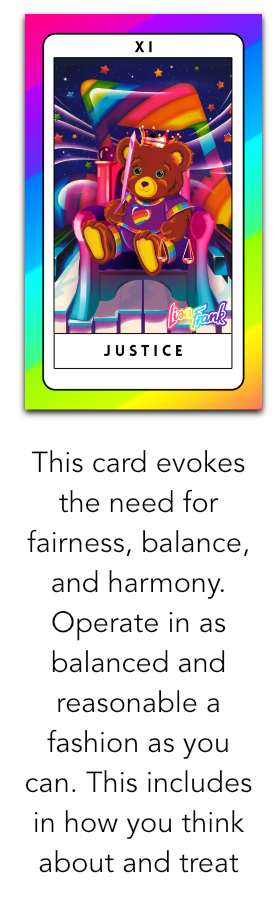 XI
Lisa Frank
JUSTICE
This card evokes
the need for
fairness, balance,
and harmony.
Operate in as
balanced and
reasonable a
fashion as you
can. This includes
in how you think
about and treat